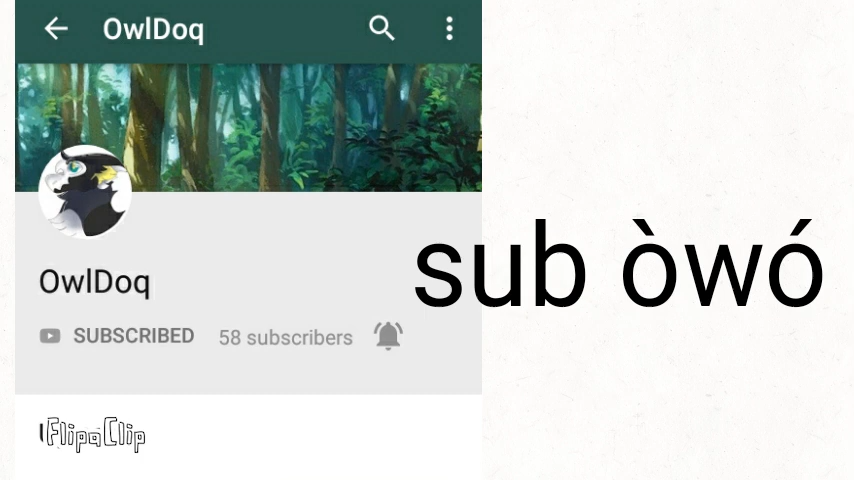 OwlDoq
OwlDoq
sub òwó
SUBSCRIBED 58 subscribers
FlipaClip